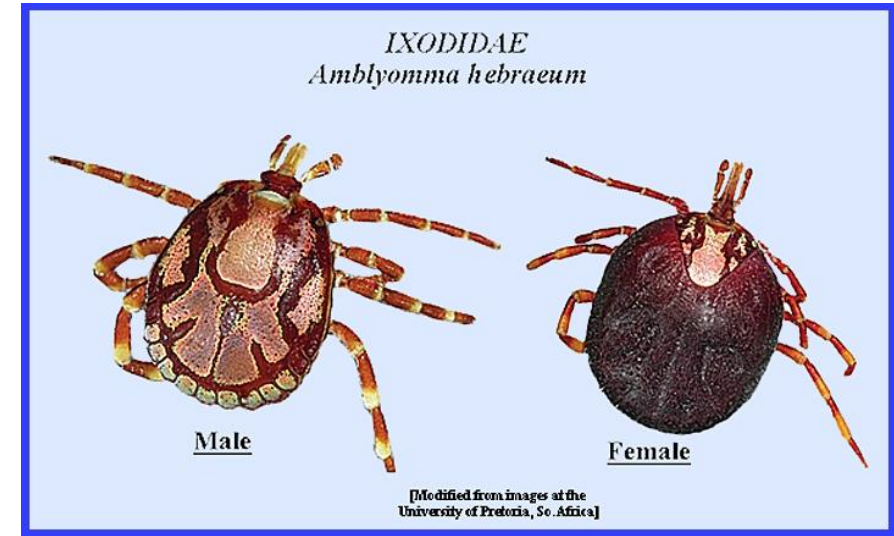 IXODIDAE
Amblyomma hebraeum
Male
Female
[Modified from images at the
University of Pretoria, So. Africa]